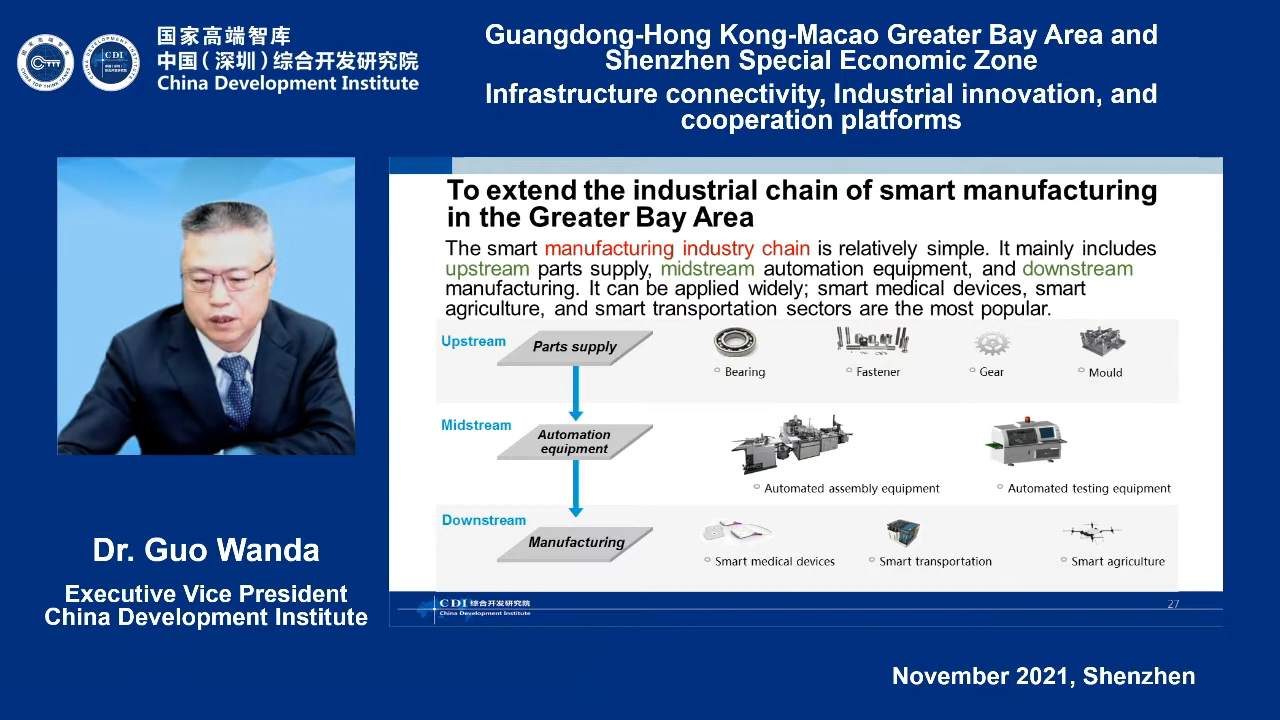 国家高端智库
中国（深圳）综合开发研究院
China Development Institute
Guangdong-Hong Kong-Macao Greater Bay Area and
Shenzhen Special Economic Zone
Infrastructure connectivity, Industrial innovation, and
cooperation platforms
To extend the industrial chain of smart manufacturing
in the Greater Bay Area
The smart manufacturing industry chain is relatively simple. It mainly includes
upstream parts supply, midstream automation equipment, and downstream
manufacturing. It can be applied widely; smart medical devices, smart
agriculture, and smart transportation sectors are the most popular.
Upstream
Parts supply
Bearing
Fastener
Gear
Mould
Midstream
Automation
equipment
Automated assembly equipment
Automated testing equipment
Downstream
Manufacturing
Smart medical devices
Smart transportation
Smart agriculture
CDI 综合开发研究院
China Development Institute
27
Dr. Guo Wanda
Executive Vice President
China Development Institute
November 2021, Shenzhen